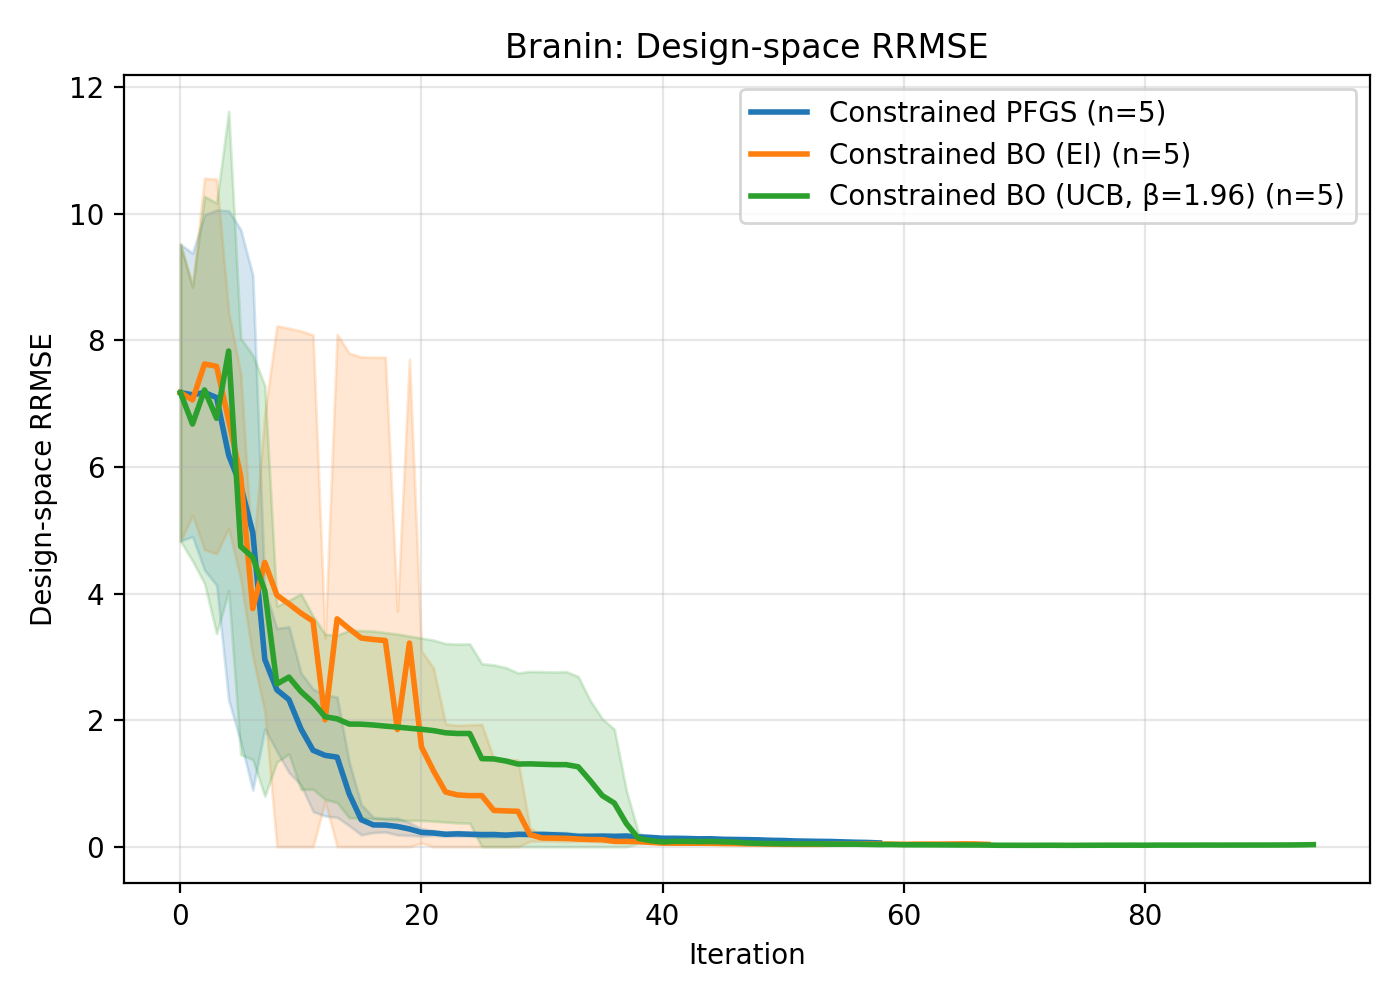 Branin: Design-space RRMSE
Constrained PFGS (n=5)
Constrained BO (EI) (n=5)
Constrained BO (UCB, β=1.96) (n=5)
Design-space RRMSE
12
10
8
6
4
2
0
0 20 40 60 80
Iteration